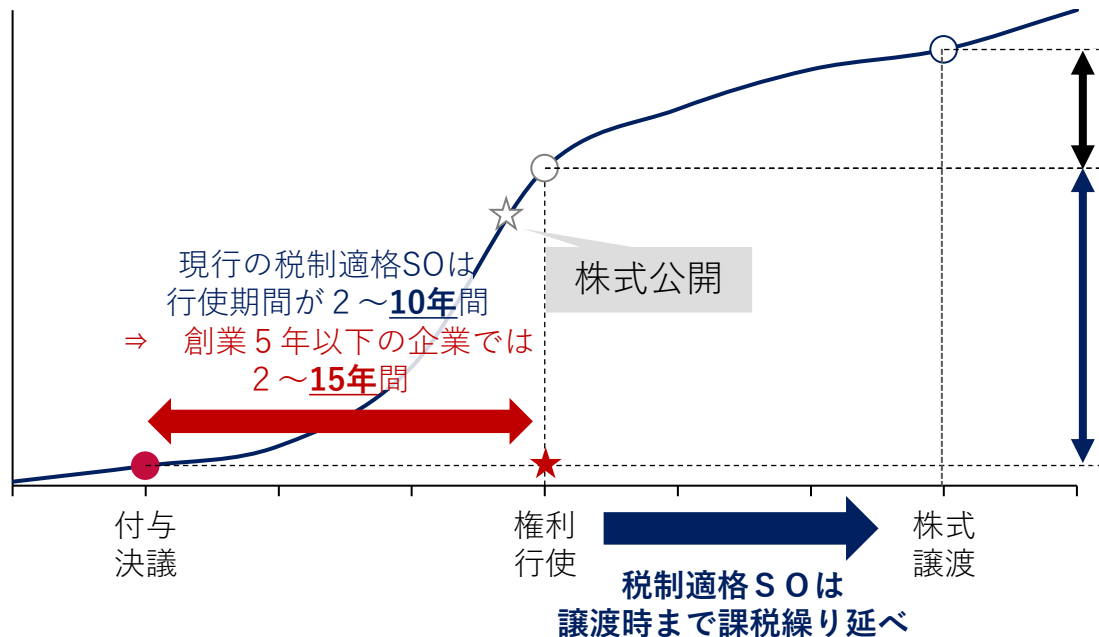 現行の税制適格SOは
行使期間が２～10年間
⇒　創業５年以下の企業では
２～15年間
株式公開
付与
決議
権利
行使
株式
譲渡
税制適格ＳＯは
譲渡時まで課税繰り延べ